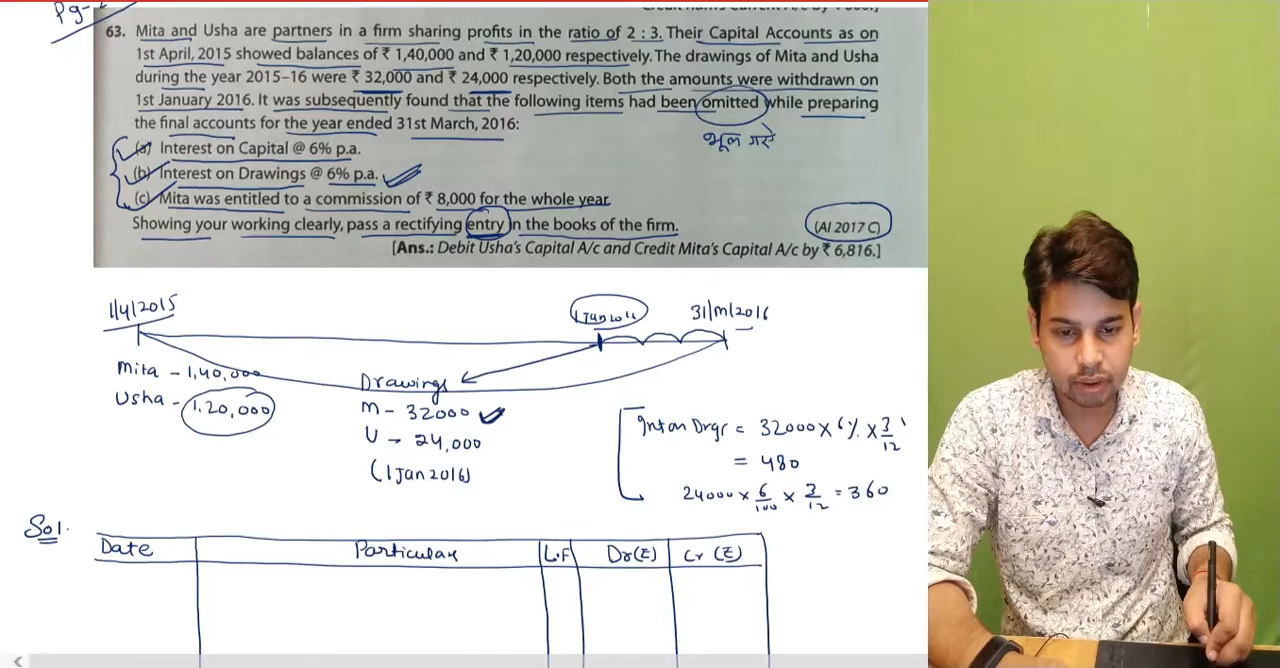 Pg-
63. Mita and Usha are partners in a firm sharing profits in the ratio of 2 : 3. Their Capital Accounts as on
1st April, 2015 showed balances of ₹ 1,40,000 and ₹ 1,20,000 respectively. The drawings of Mita and Usha
during the year 2015–16 were ₹ 32,000 and ₹ 24,000 respectively. Both the amounts were withdrawn on
1st January 2016. It was subsequently found that the following items had been omitted while preparing
the final accounts for the year ended 31st March, 2016:
भूल गये
(a) Interest on Capital @ 6% p.a.
(b) Interest on Drawings @ 6% p.a.
(c) Mita was entitled to a commission of ₹ 8,000 for the whole year.
Showing your working clearly, pass a rectifying entry in the books of the firm. (AI 2017 C)
[Ans.: Debit Usha's Capital A/c and Credit Mita's Capital A/c by ₹ 6,816.]
1/4/2015 1 Jan 2016 31/m/2016
Mita - 1,40,000
Usha - 1,20,000
Drawings
M - 32000
U - 24,000
(1 Jan 2016)
Int on Drgs = 32000 x 6% x 3/12
= 480
24000 x 6/100 x 3/12 = 360
Sol.
Date Particular L.F Dr(₹) Cr (₹)